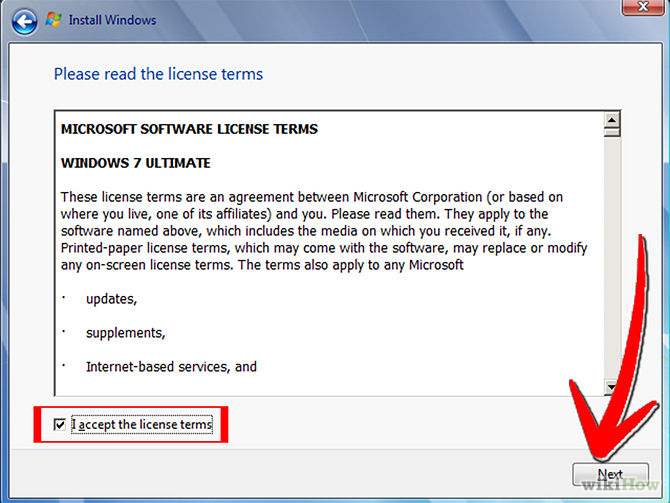 Install Windows
Please read the license terms
MICROSOFT SOFTWARE LICENSE TERMS
WINDOWS 7 ULTIMATE
These license terms are an agreement between Microsoft Corporation (or based on
where you live, one of its affiliates) and you. Please read them. They apply to the
software named above, which includes the media on which you received it, if any.
Printed-paper license terms, which may come with the software, may replace or modify
any on-screen license terms. The terms also apply to any Microsoft
· updates,
· supplements,
· Internet-based services, and
I accept the license terms
Next
wikiHow